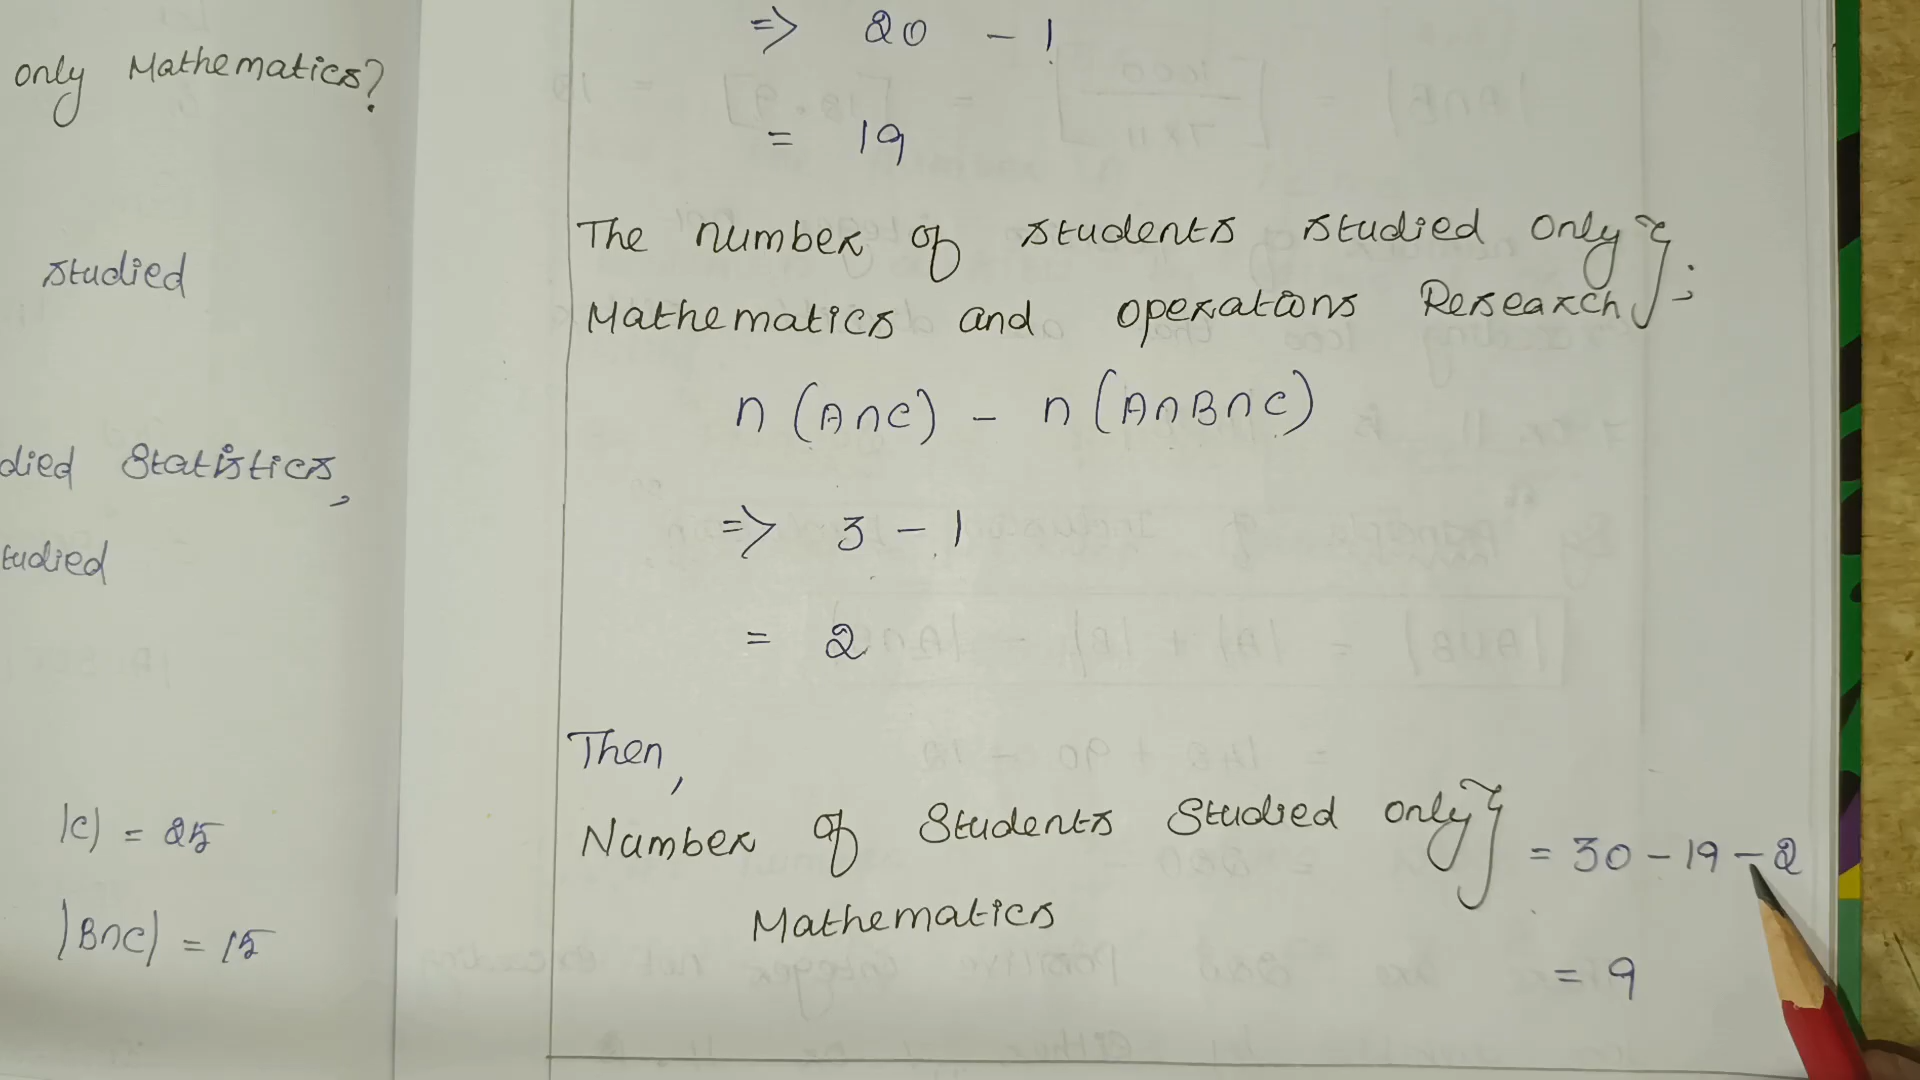 only Mathematics?
studied
died Statistics,
tudied
|C| = 25
|B∩C| = 15
=> 20 - 1
= 19
The number of students studied only
Mathematics and operations Research } ;
n (A∩C) - n (A∩B∩C)
=> 3 - 1
= 2
Then,
Number of Students Studied only } = 30 - 19 - 2
Mathematics
= 9